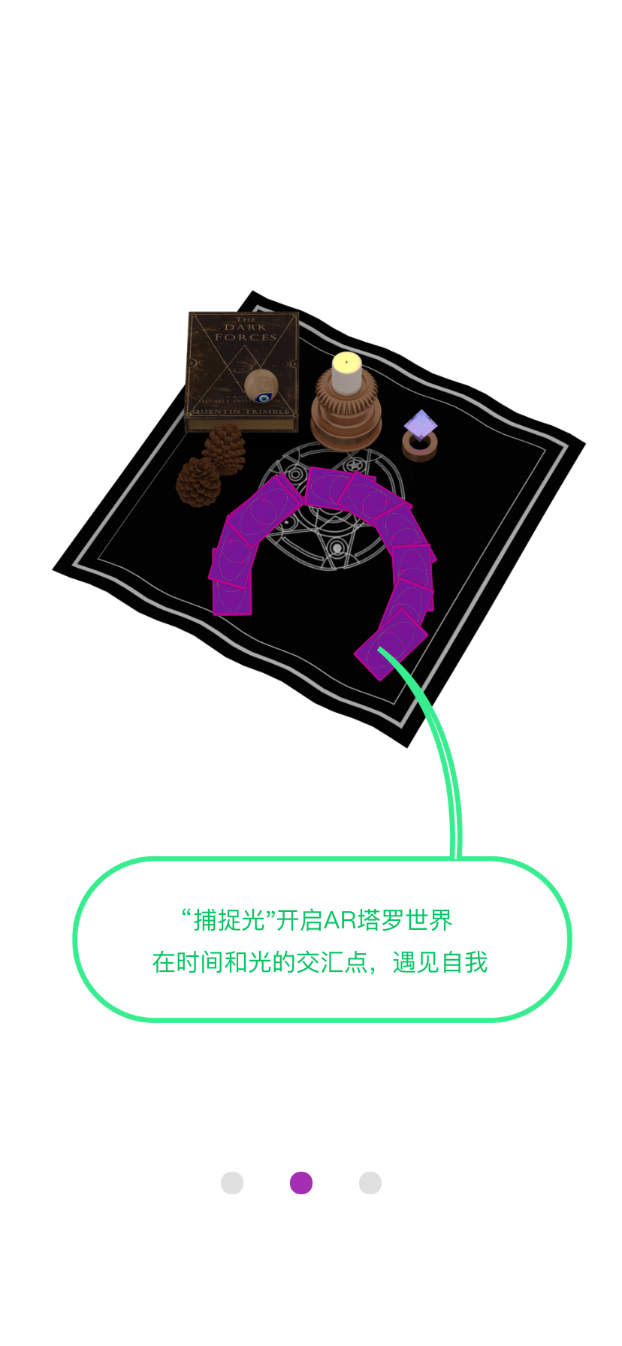 THE
DARK
FORCES
QUENTIN TRIMBLE
“捕捉光”开启AR塔罗世界
在时间和光的交汇点，遇见自我